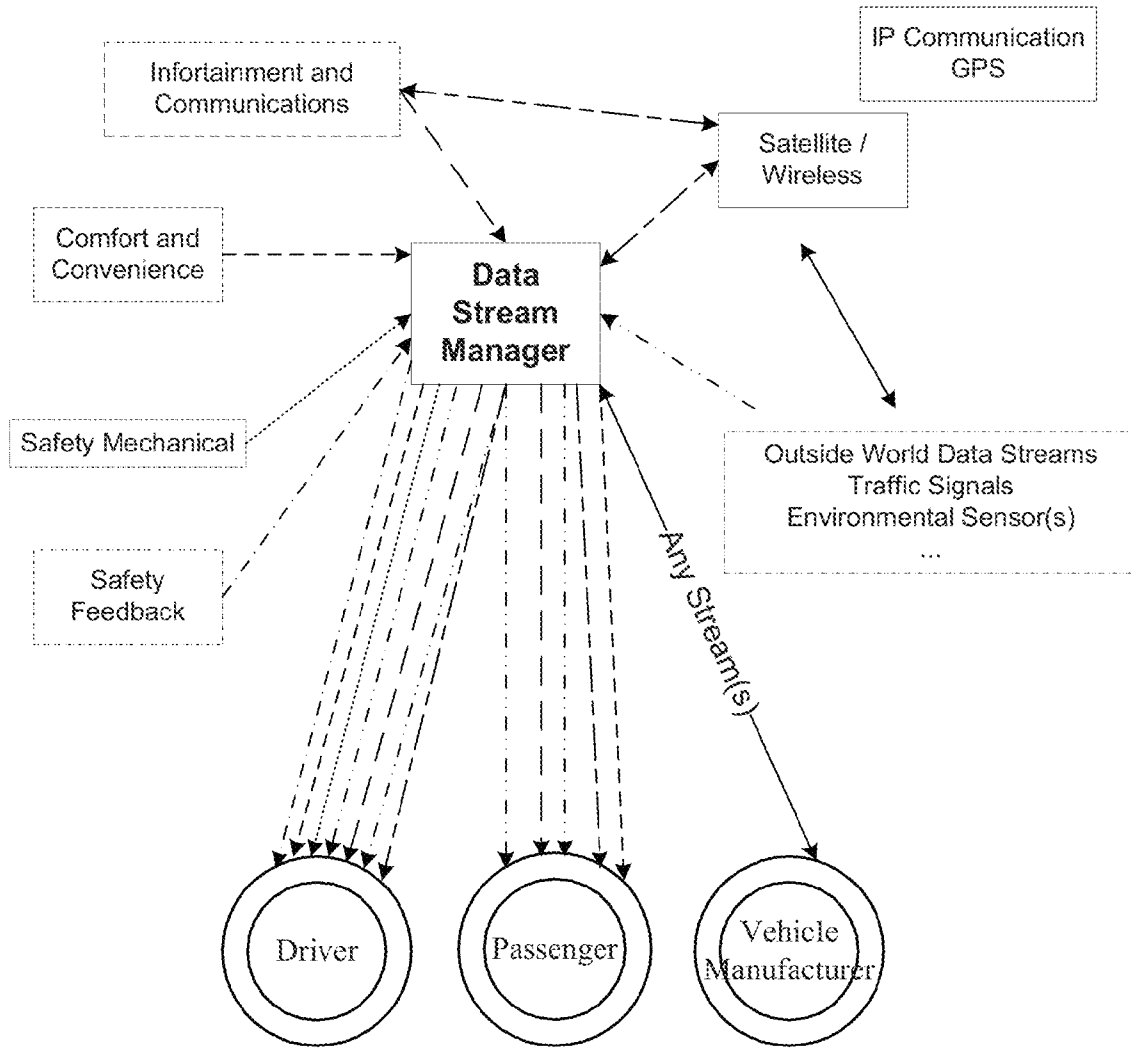 IP Communication
GPS
Infortainment and
Communications
Satellite /
Wireless
Comfort and
Convenience
Data
Stream
Manager
Safety Mechanical
Outside World Data Streams
Traffic Signals
Environmental Sensor(s)
...
Safety
Feedback
Any Stream(s)
Driver
Passenger
Vehicle
Manufacturer